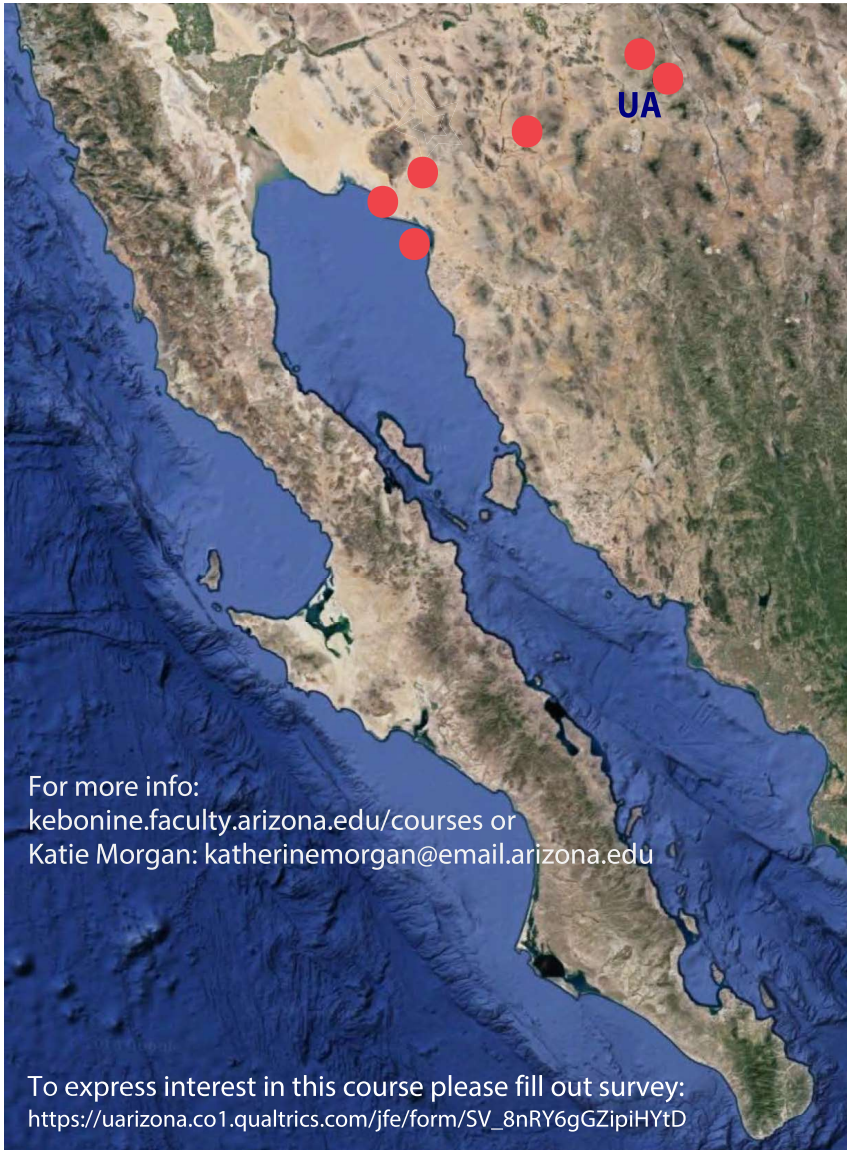 UA
For more info:
kebonine.faculty.arizona.edu/courses or
Katie Morgan: katherinemorgan@email.arizona.edu
To express interest in this course please fill out survey:
https://uarizona.co1.qualtrics.com/jfe/form/SV_8nRY6gGZipiHYtD